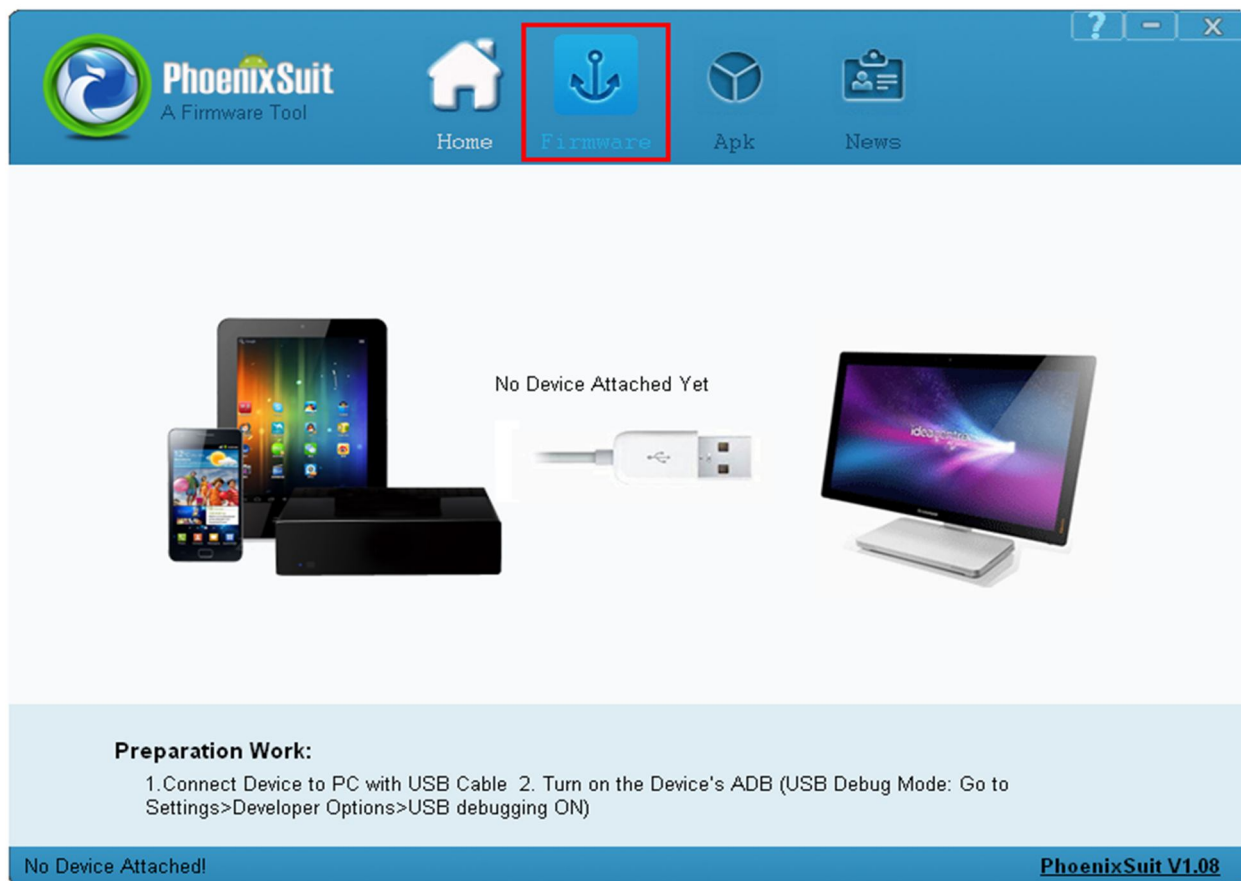 ? – X
PhoenixSuit
A Firmware Tool
Home Firmware Apk News
No Device Attached Yet
Preparation Work:
1.Connect Device to PC with USB Cable 2. Turn on the Device's ADB (USB Debug Mode: Go to
Settings>Developer Options>USB debugging ON)
No Device Attached! PhoenixSuit V1.08